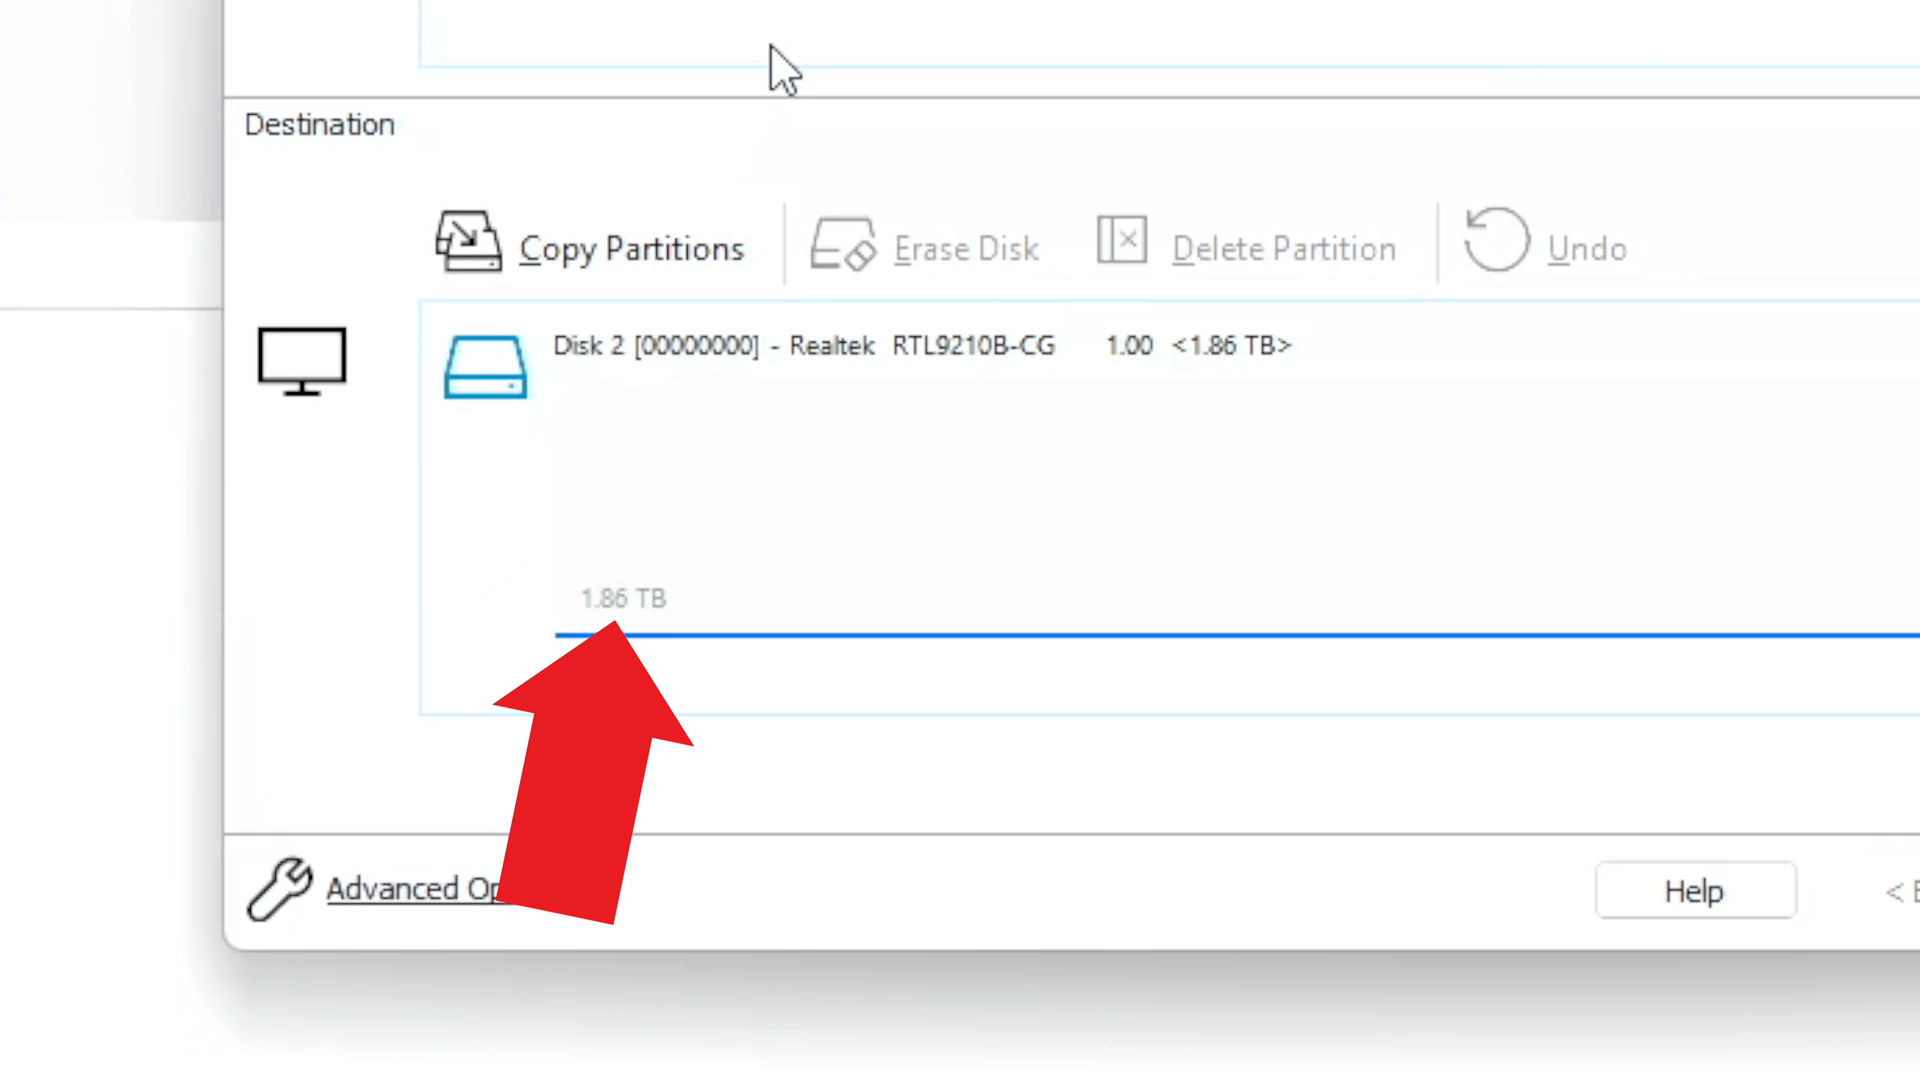 Destination
Copy Partitions Erase Disk Delete Partition Undo
Disk 2 [00000000] - Realtek RTL9210B-CG 1.00 <1.86 TB>
1.86 TB
Advanced Op
Help < B